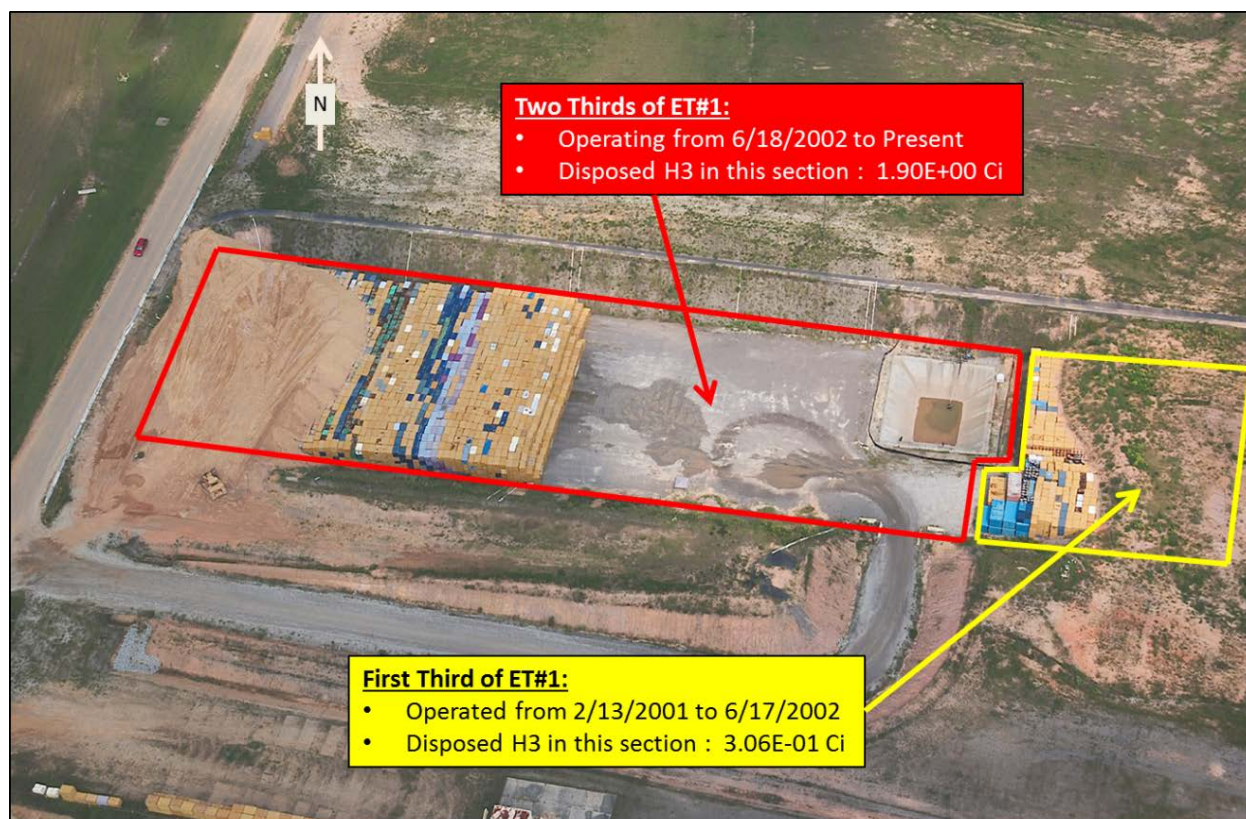 N
Two Thirds of ET#1:
• Operating from 6/18/2002 to Present
• Disposed H3 in this section : 1.90E+00 Ci
First Third of ET#1:
• Operated from 2/13/2001 to 6/17/2002
• Disposed H3 in this section : 3.06E-01 Ci